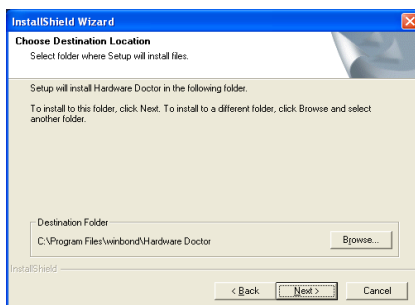 InstallShield Wizard
Choose Destination Location
Select folder where Setup will install files.
Setup will install Hardware Doctor in the following folder.
To install to this folder, click Next. To install to a different folder, click Browse and select
another folder.
Destination Folder
C:\Program Files\winbond\Hardware Doctor
Browse...
InstallShield
< Back
Next >
Cancel